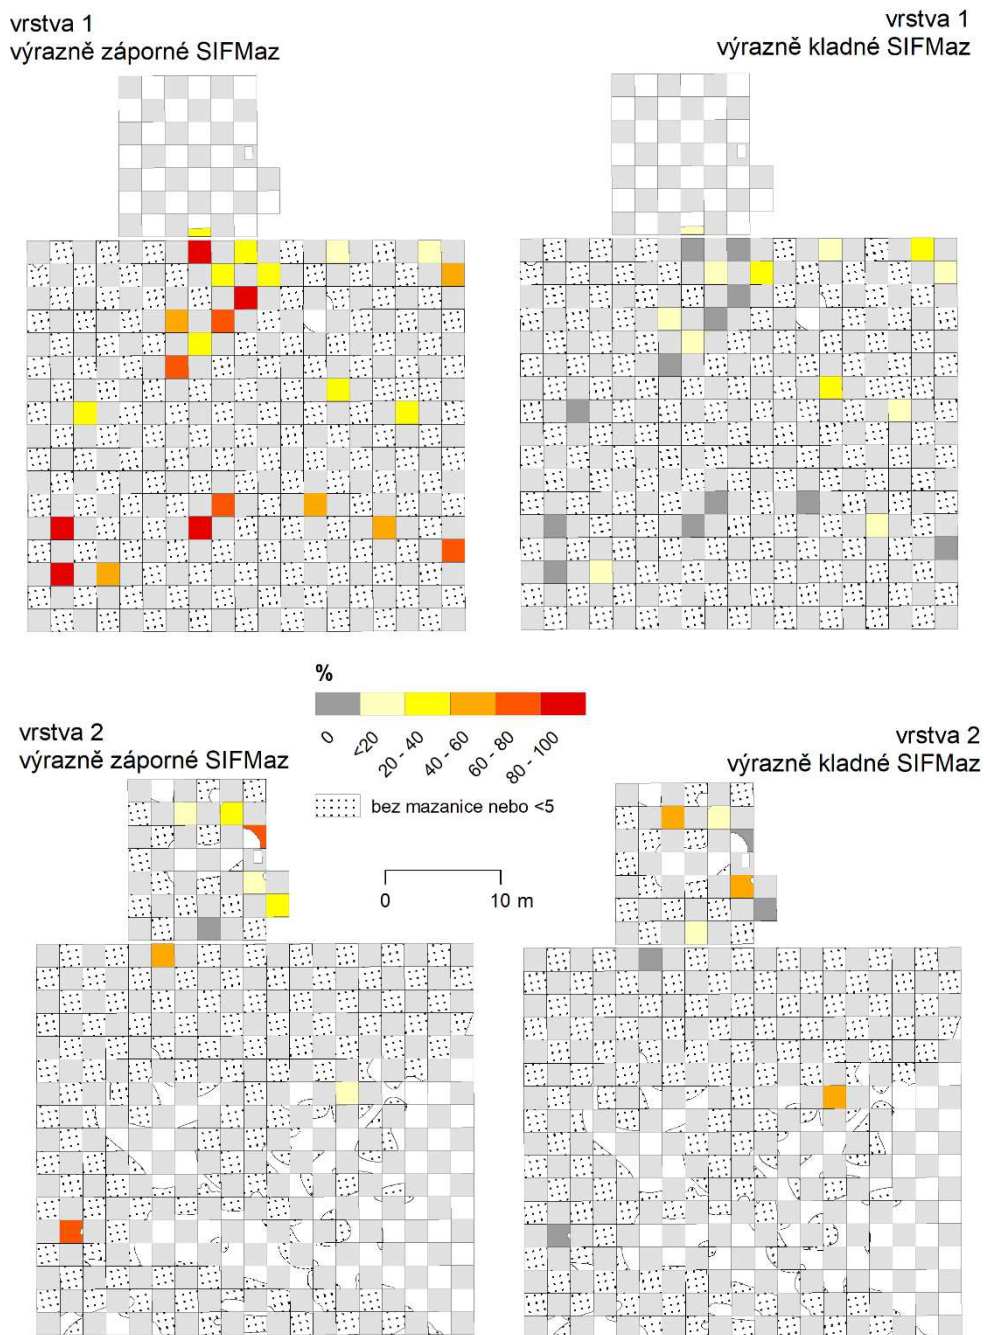 vrstva 1
výrazně záporné SIFMaz
vrstva 1
výrazně kladné SIFMaz
%
0
<20
20 - 40
40 - 60
60 - 80
80 - 100
bez mazanice nebo <5
0 10 m
vrstva 2
výrazně záporné SIFMaz
vrstva 2
výrazně kladné SIFMaz